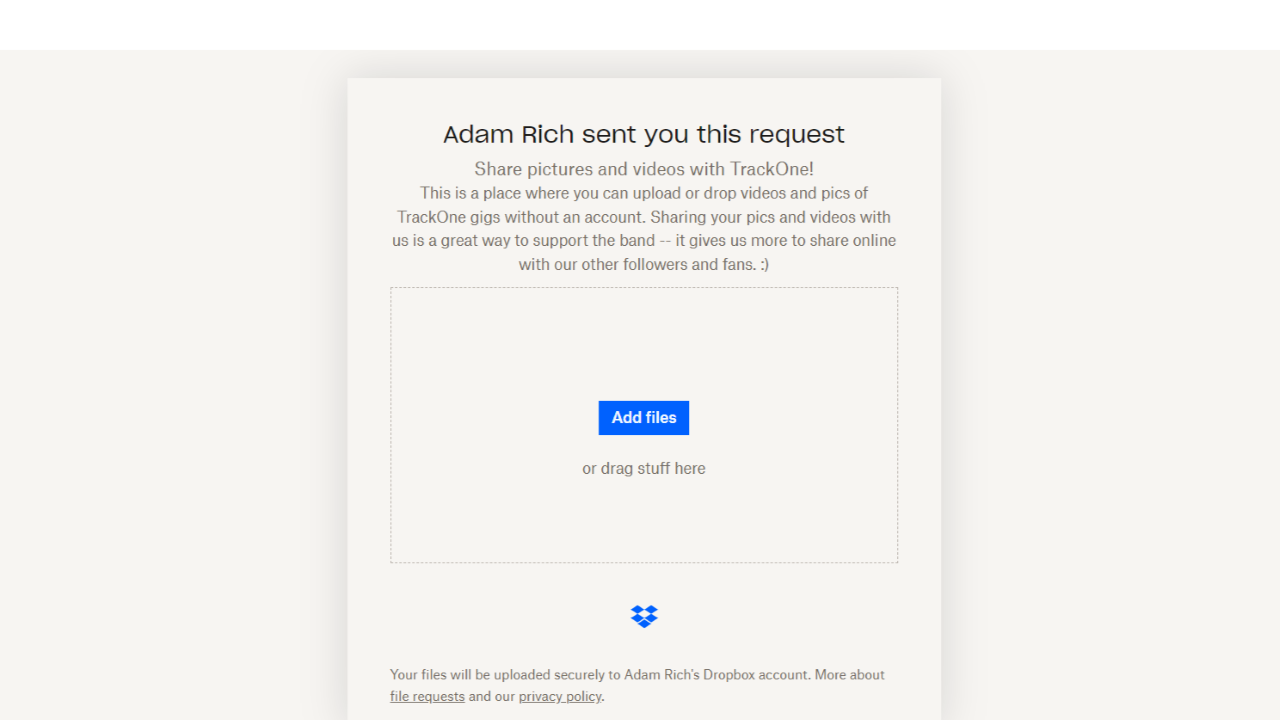 Adam Rich sent you this request
Share pictures and videos with TrackOne!
This is a place where you can upload or drop videos and pics of
TrackOne gigs without an account. Sharing your pics and videos with
us is a great way to support the band -- it gives us more to share online
with our other followers and fans. :)
Add files
or drag stuff here
Your files will be uploaded securely to Adam Rich's Dropbox account. More about
file requests and our privacy policy.